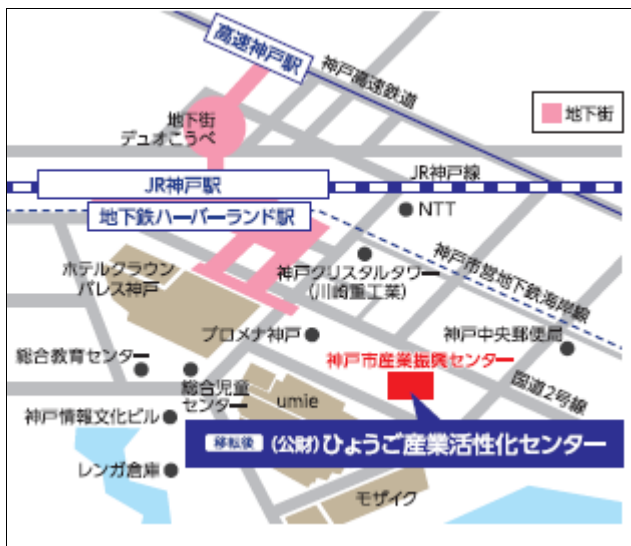 高速神戸駅
神戸高速鉄道
地下街
地下街
デュオこうべ
JR神戸線
JR神戸駅
NTT
地下鉄ハーバーランド駅
神戸市営地下鉄海岸線
ホテルクラウン
パレス神戸
神戸クリスタルタワー
(川崎重工業)
プロメナ神戸
神戸中央郵便局
総合教育センター
神戸市産業振興センター
国道2号線
総合児童
センター
umie
神戸情報文化ビル
移転後 (公財)ひょうご産業活性化センター
レンガ倉庫
モザイク